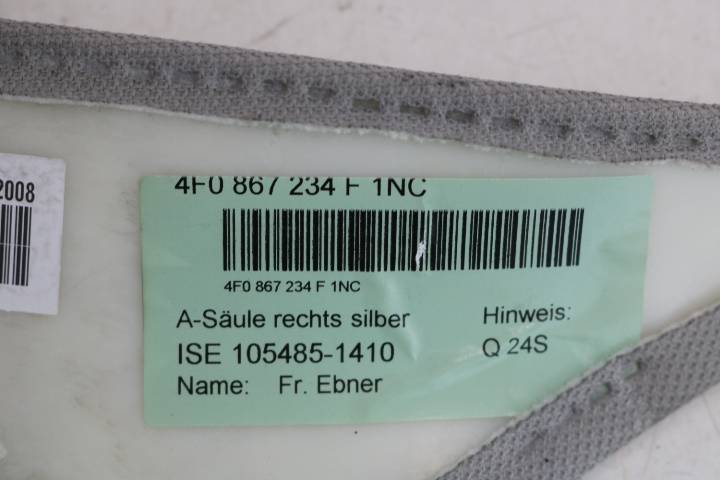 2008
4F0 867 234 F 1NC
4F0 867 234 F 1NC
A-Säule rechts silber
Hinweis:
ISE 105485-1410
Q 24S
Name: Fr. Ebner